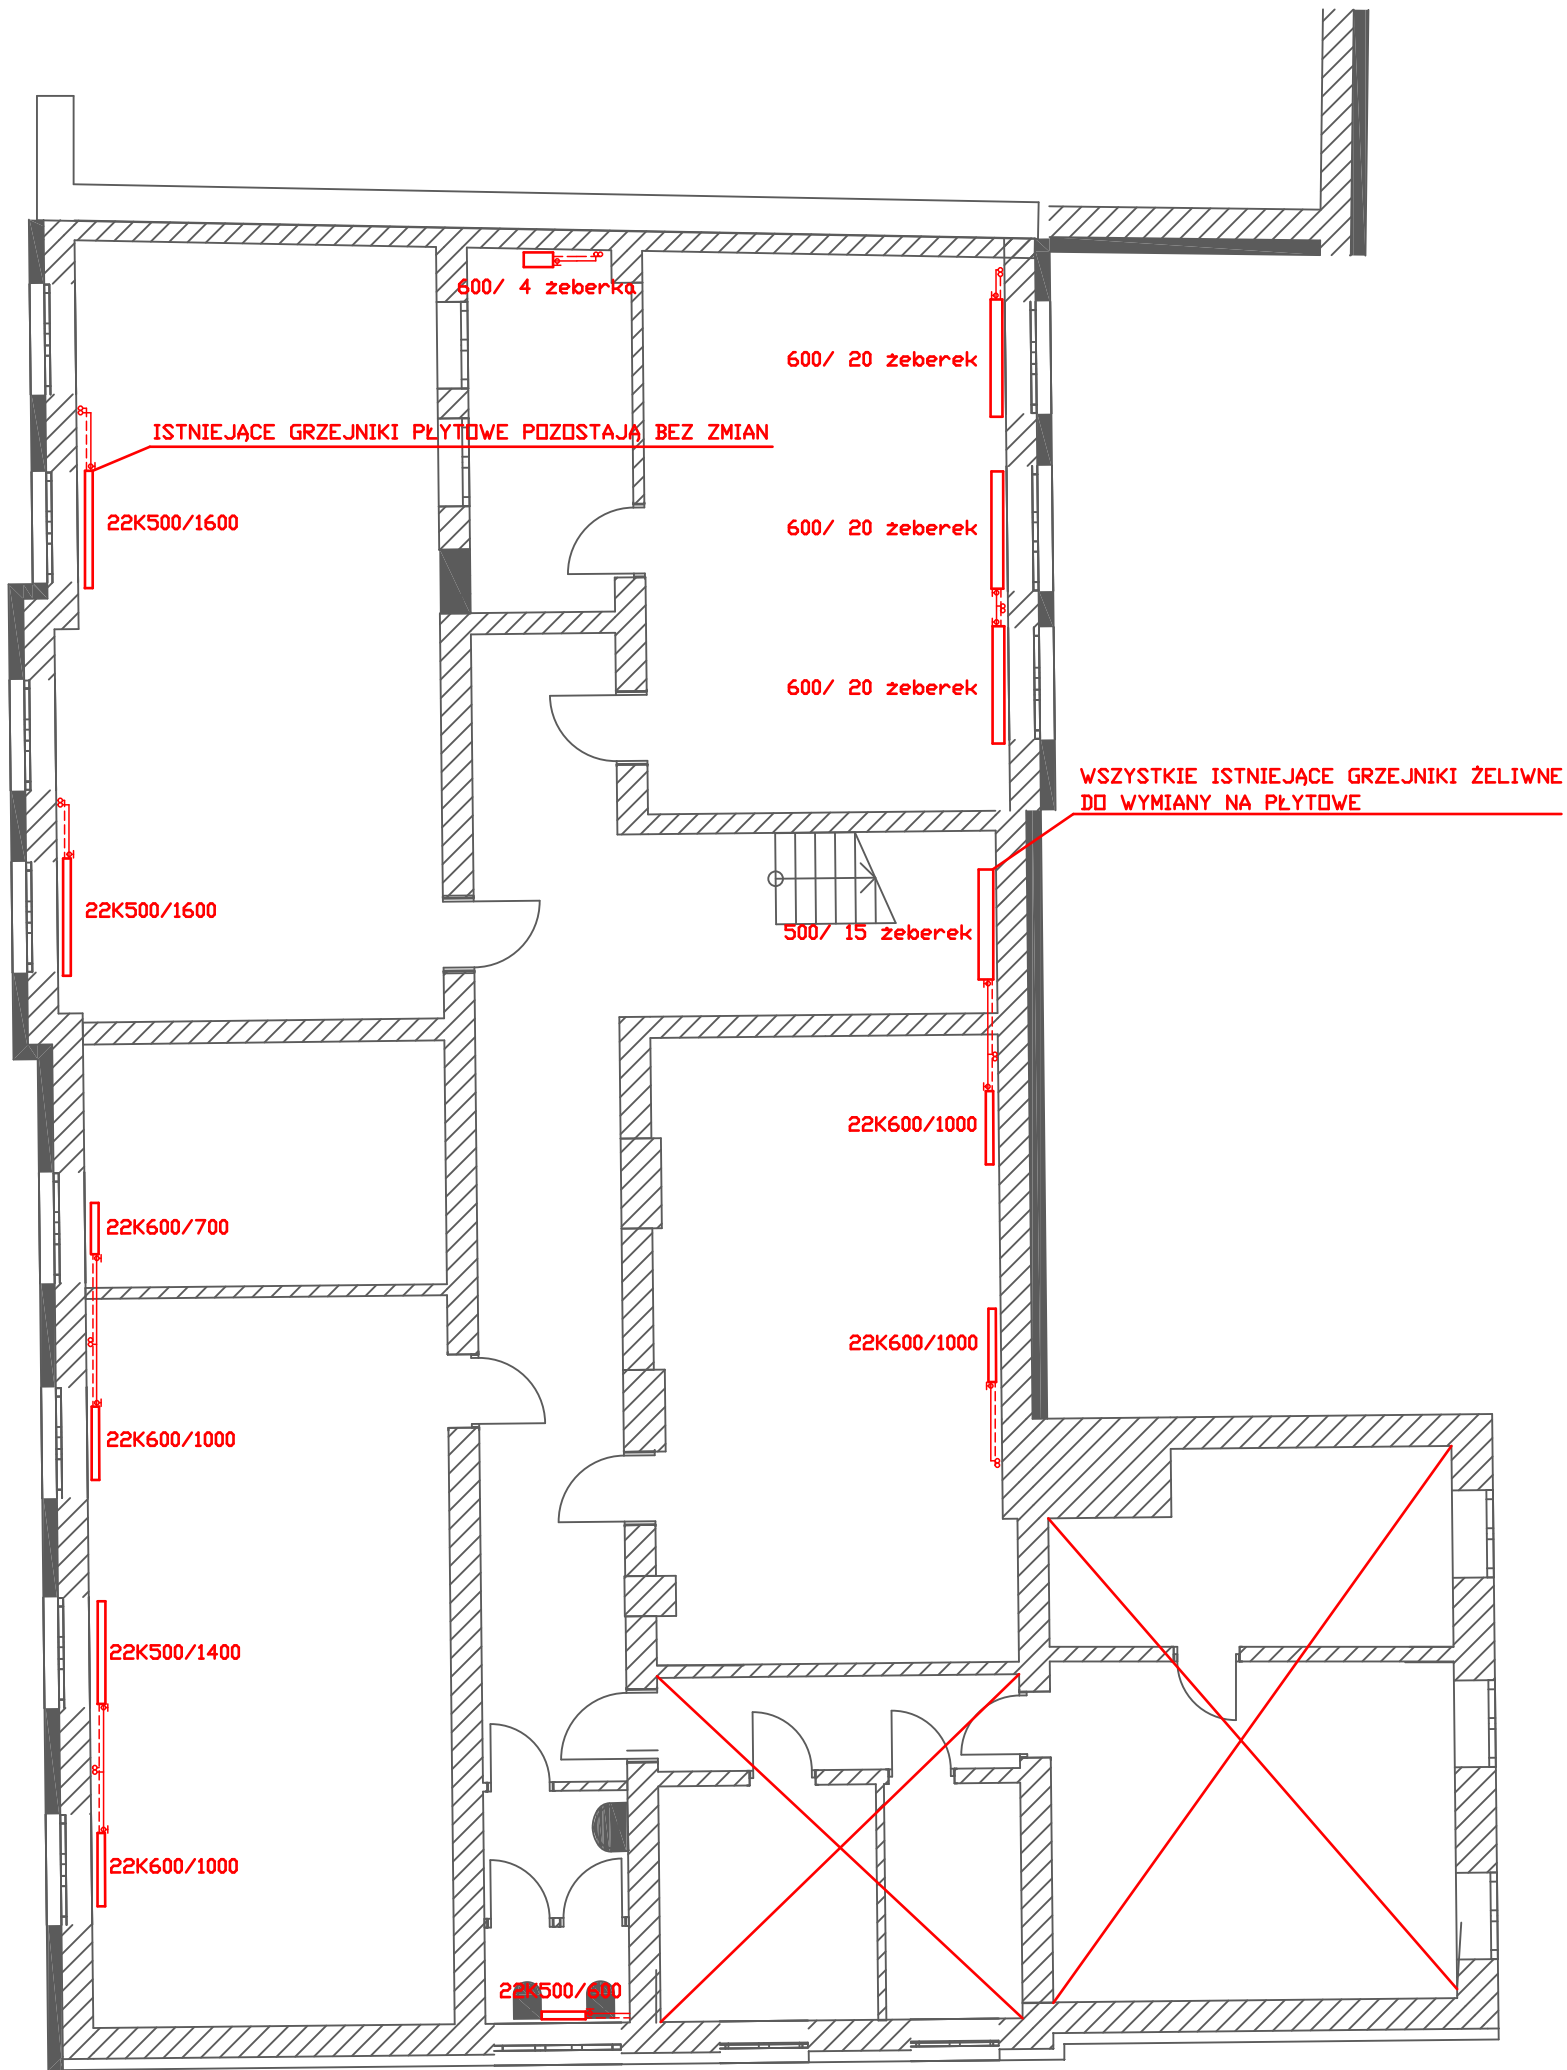 600/ 4 żeberka
600/ 20 żeberek
ISTNIEJĄCE GRZEJNIKI PŁYTOWE POZOSTAJĄ BEZ ZMIAN
22K500/1600
600/ 20 żeberek
600/ 20 żeberek
WSZYSTKIE ISTNIEJĄCE GRZEJNIKI ŻELIWNE
DO WYMIANY NA PŁYTOWE
22K500/1600
500/ 15 żeberek
22K600/1000
22K600/700
22K600/1000
22K600/1000
22K500/1400
22K600/1000
22K500/600